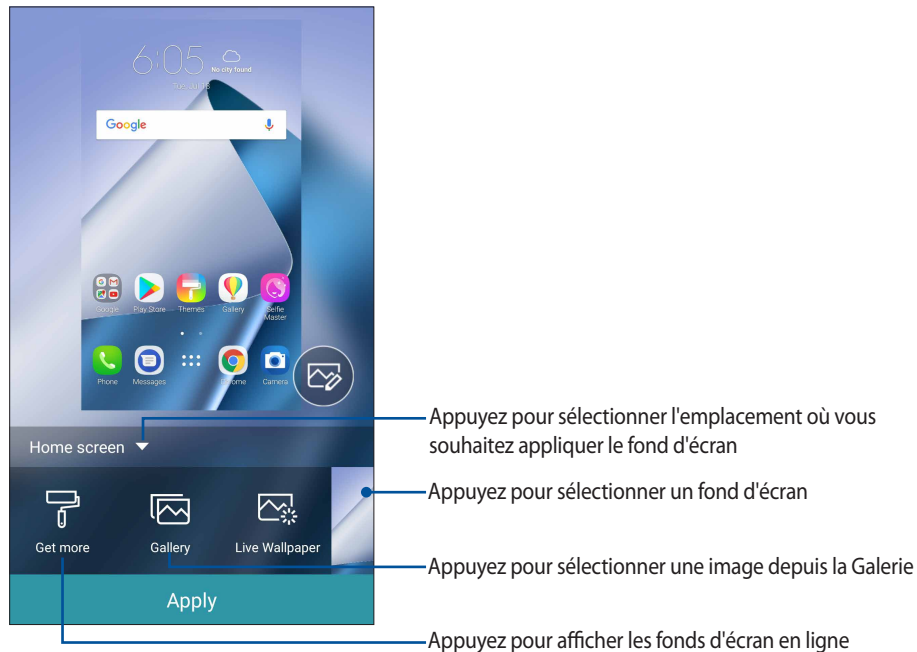 6:05
No city found
Tue, Jul 18
Google
Google
Play Store
Themes
Gallery
Selfie
Master
Phone
Messages
Chrome
Camera
Home screen
Get more
Gallery
Live Wallpaper
Apply
Appuyez pour sélectionner l'emplacement où vous
souhaitez appliquer le fond d'écran
Appuyez pour sélectionner un fond d'écran
Appuyez pour sélectionner une image depuis la Galerie
Appuyez pour afficher les fonds d'écran en ligne